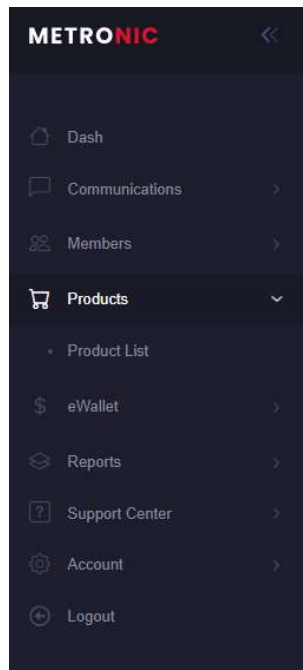 METRONIC
Dash
Communications
Members
Products
Product List
$ eWallet
Reports
? Support Center
Account
Logout